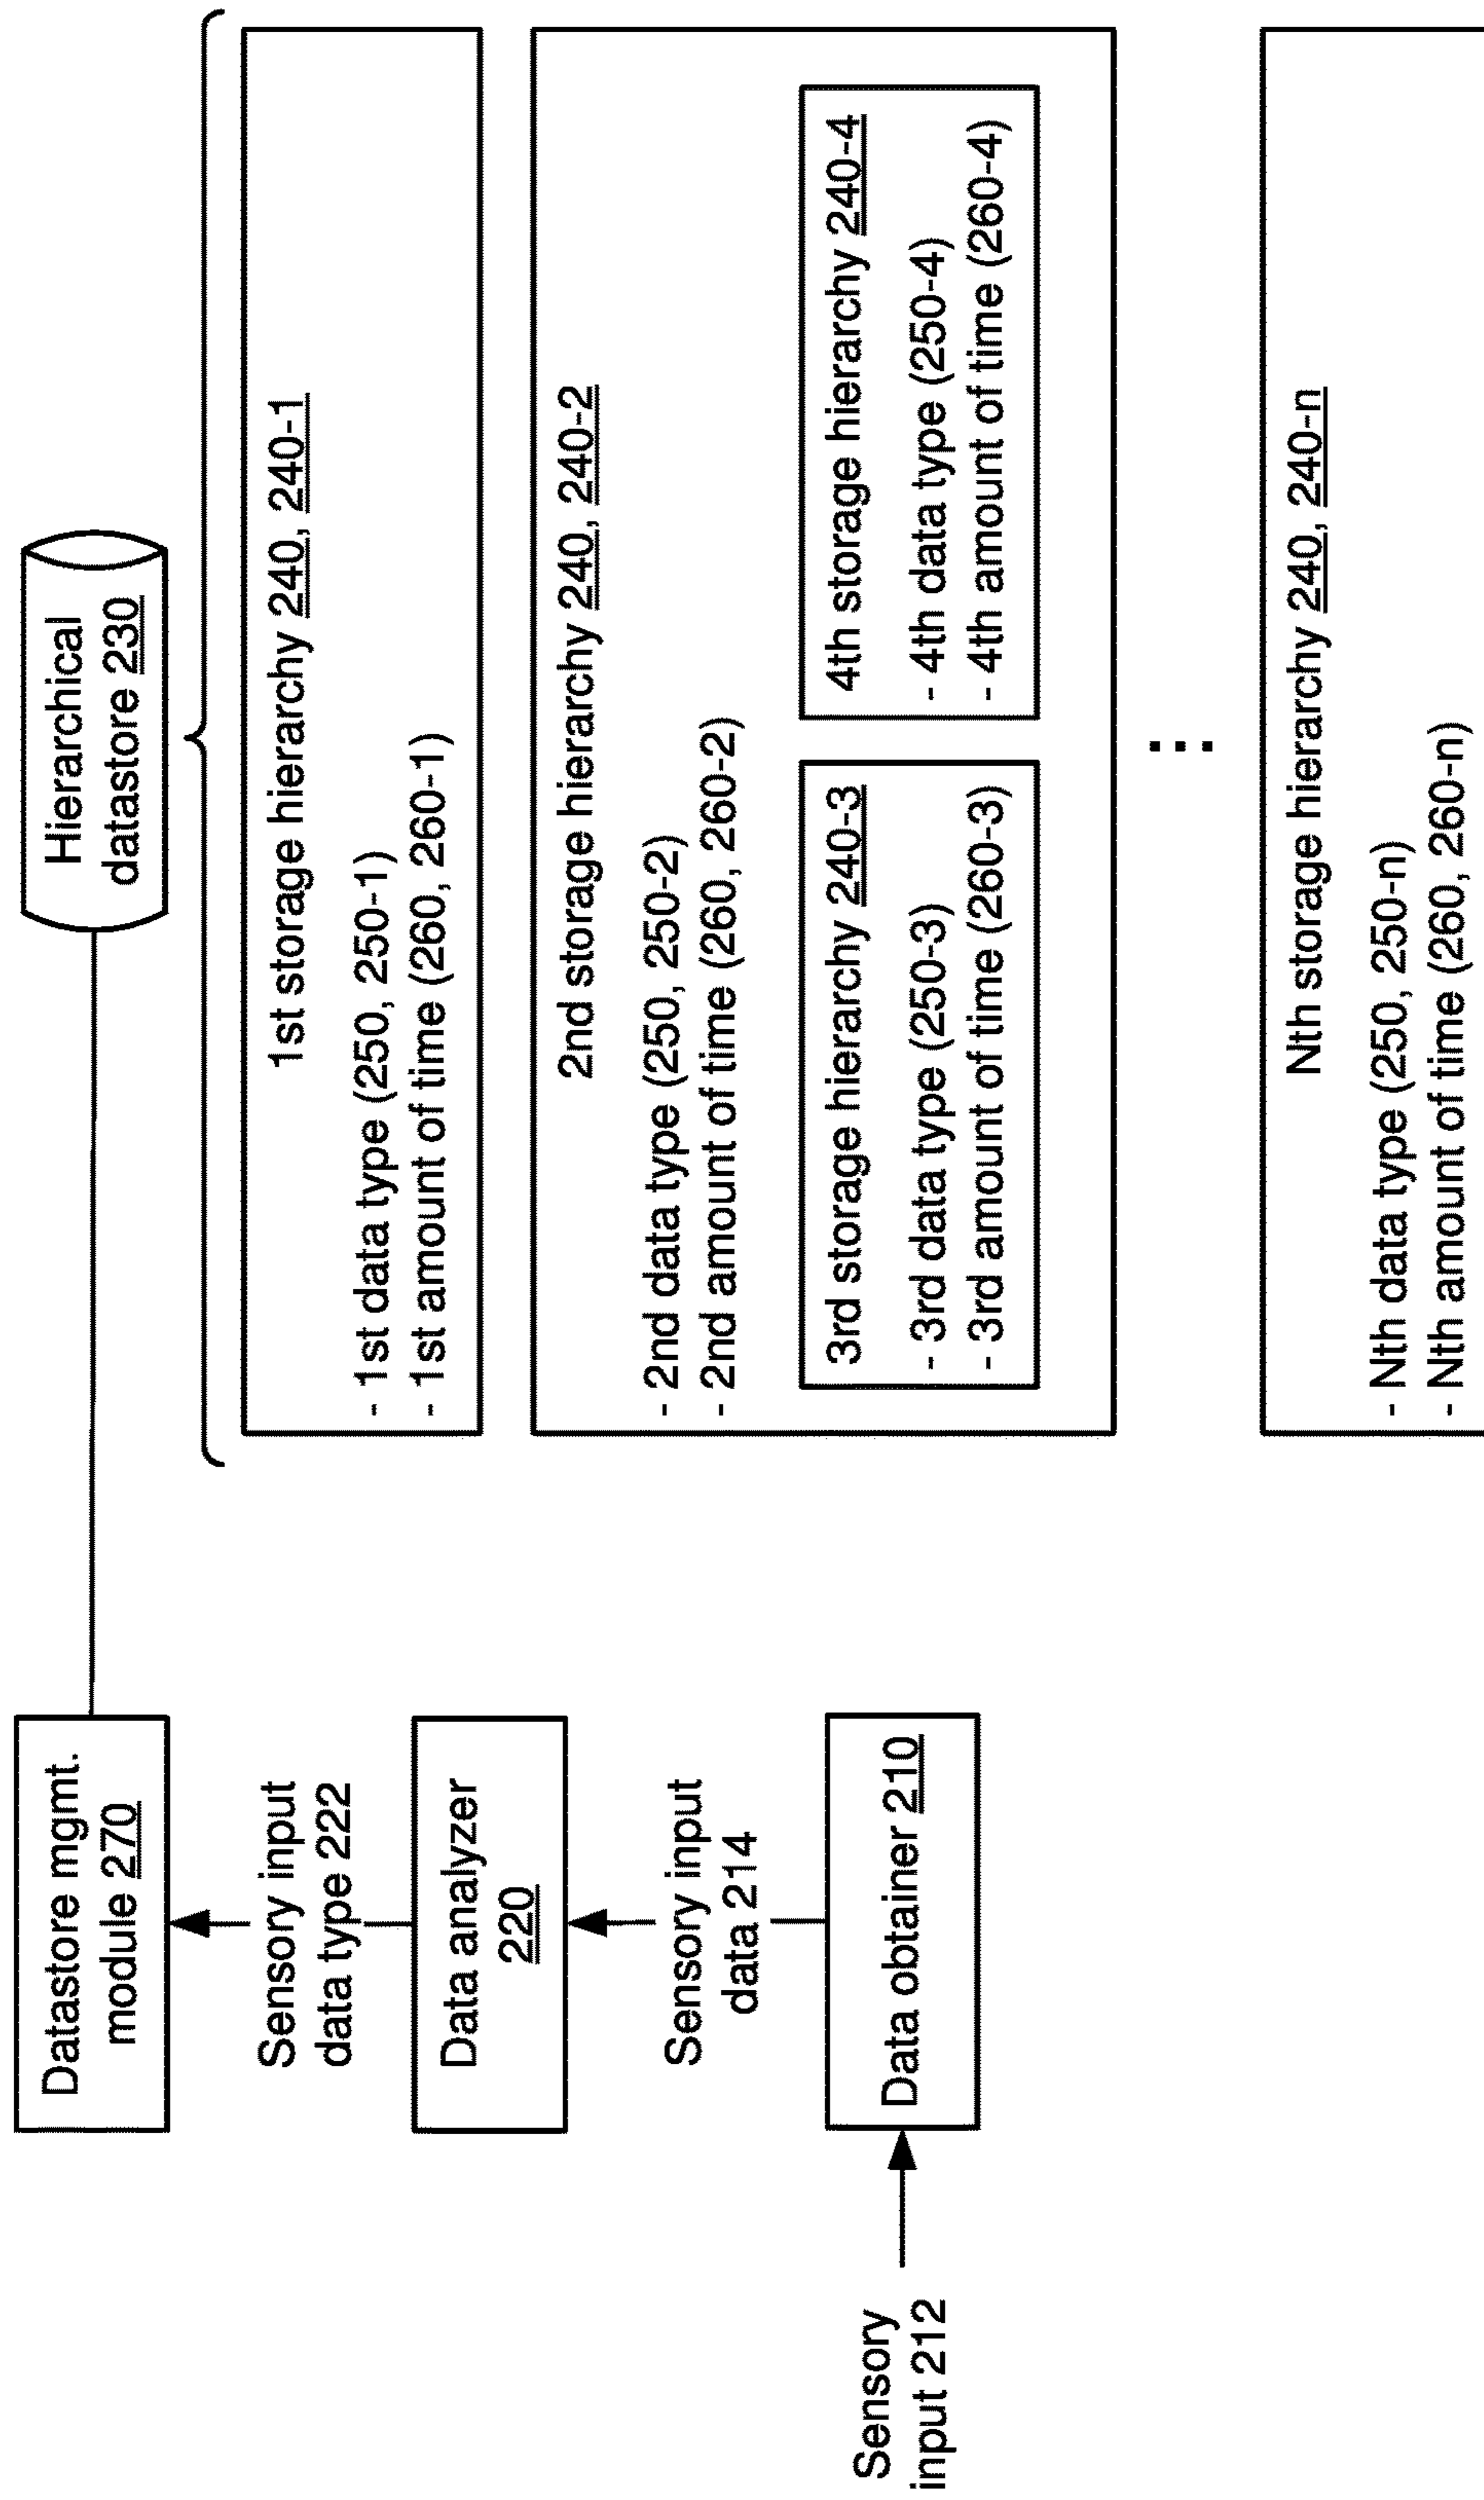 Datastore mgmt.
module 270
Sensory input
data type 222
Data analyzer
220
Sensory input
data 214
Data obtainer 210
Sensory
input 212
Hierarchical
datastore 230
1st storage hierarchy 240, 240-1
- 1st data type (250, 250-1)
- 1st amount of time (260, 260-1)
2nd storage hierarchy 240, 240-2
- 2nd data type (250, 250-2)
- 2nd amount of time (260, 260-2)
3rd storage hierarchy 240-3
- 3rd data type (250-3)
- 3rd amount of time (260-3)
4th storage hierarchy 240-4
- 4th data type (250-4)
- 4th amount of time (260-4)
Nth storage hierarchy 240, 240-n
- Nth data type (250, 250-n)
- Nth amount of time (260, 260-n)